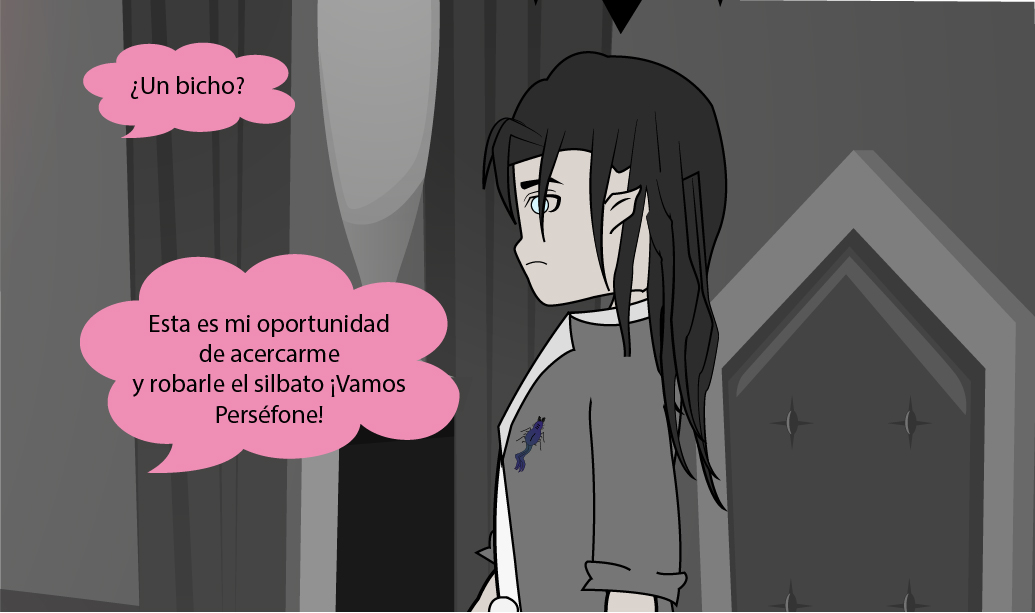 ¿Un bicho?
Esta es mi oportunidad
de acercarme
y robarle el silbato ¡Vamos
Perséfone!